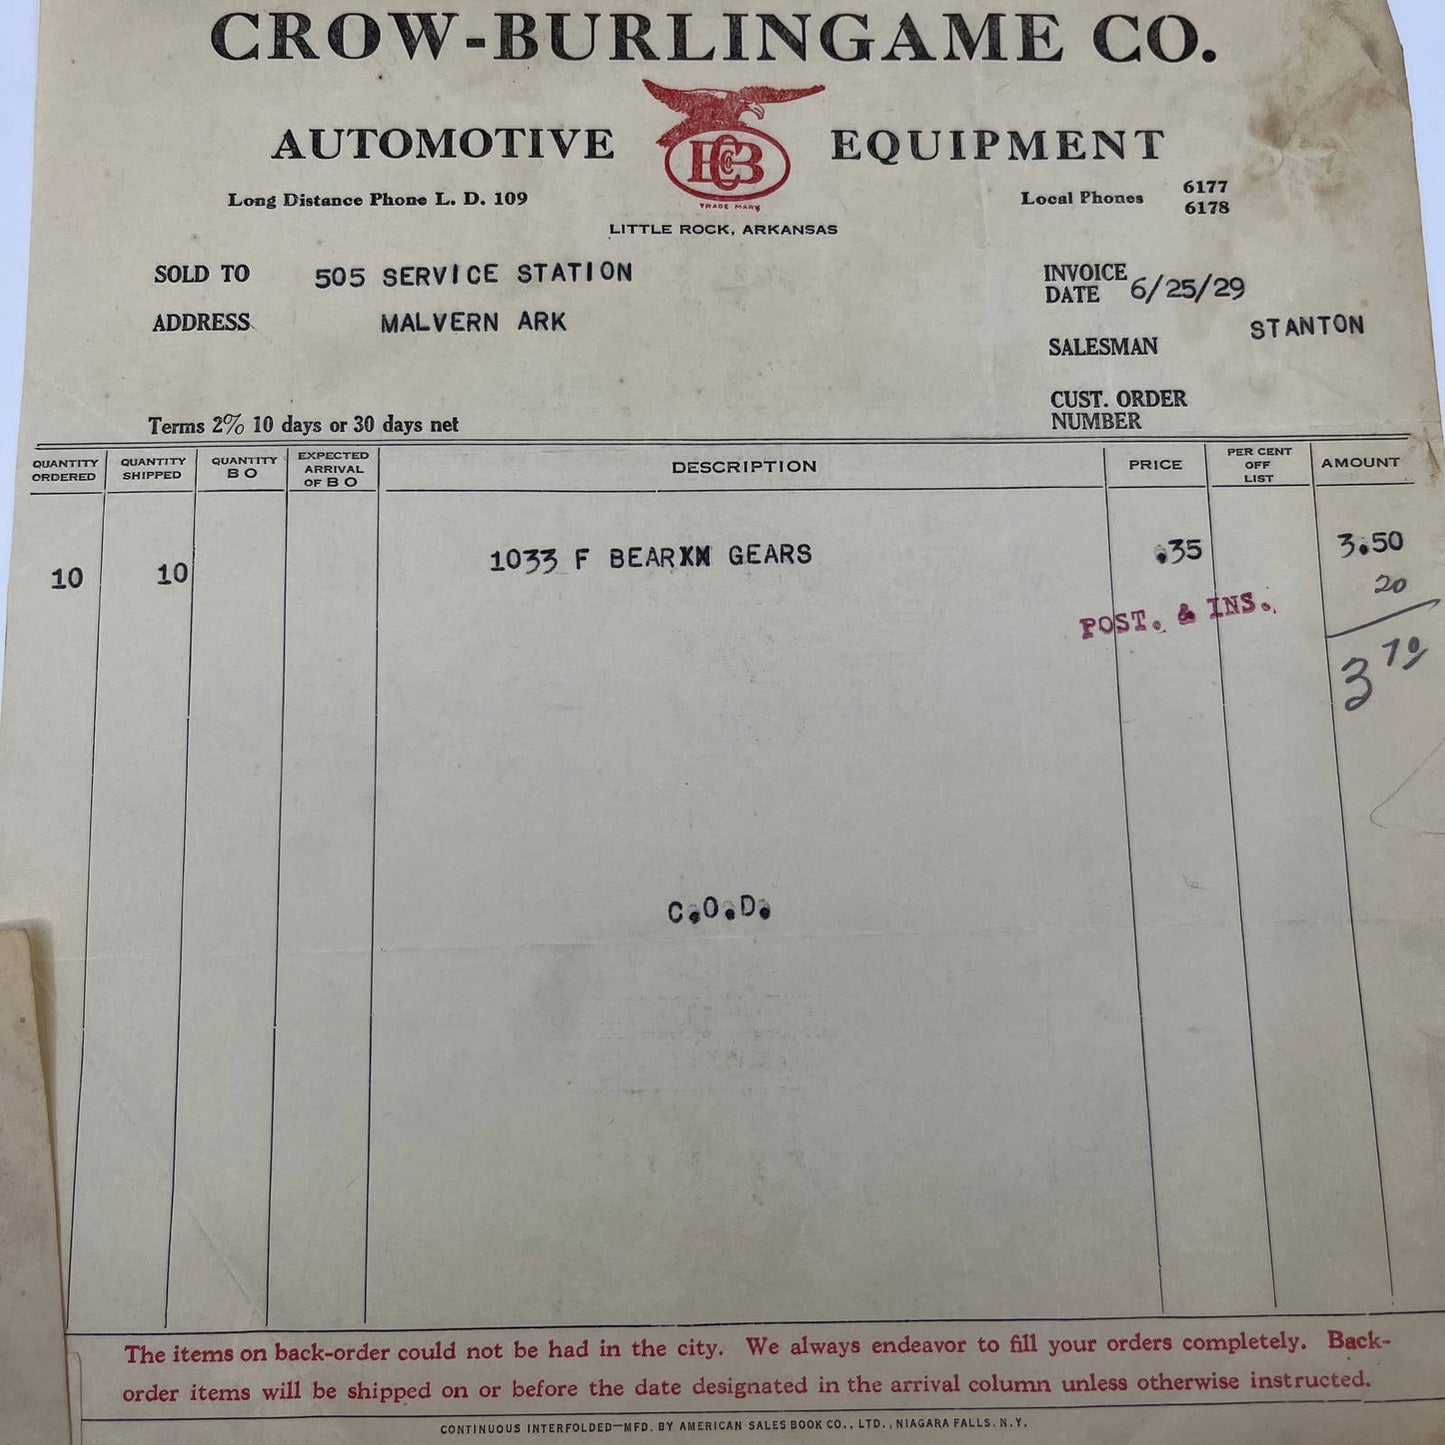 CROW-BURLINGAME CO.
AUTOMOTIVE CBC EQUIPMENT
TRADE MARK
Long Distance Phone L. D. 109
Local Phones 6177
6178
LITTLE ROCK, ARKANSAS
SOLD TO 505 SERVICE STATION
INVOICE
DATE 6/25/29
ADDRESS MALVERN ARK
SALESMAN STANTON
CUST. ORDER
NUMBER
Terms 2% 10 days or 30 days net
QUANTITY ORDERED QUANTITY SHIPPED QUANTITY B O EXPECTED ARRIVAL OF B O DESCRIPTION PRICE PER CENT OFF LIST AMOUNT
10 10 1033 F BEARXN GEARS .35 3.50
20
POST. & INS.
3 70
C.O.D.
The items on back-order could not be had in the city. We always endeavor to fill your orders completely. Back-
order items will be shipped on or before the date designated in the arrival column unless otherwise instructed.
CONTINUOUS INTERFOLDED—MFD. BY AMERICAN SALES BOOK CO., LTD., NIAGARA FALLS. N. Y.